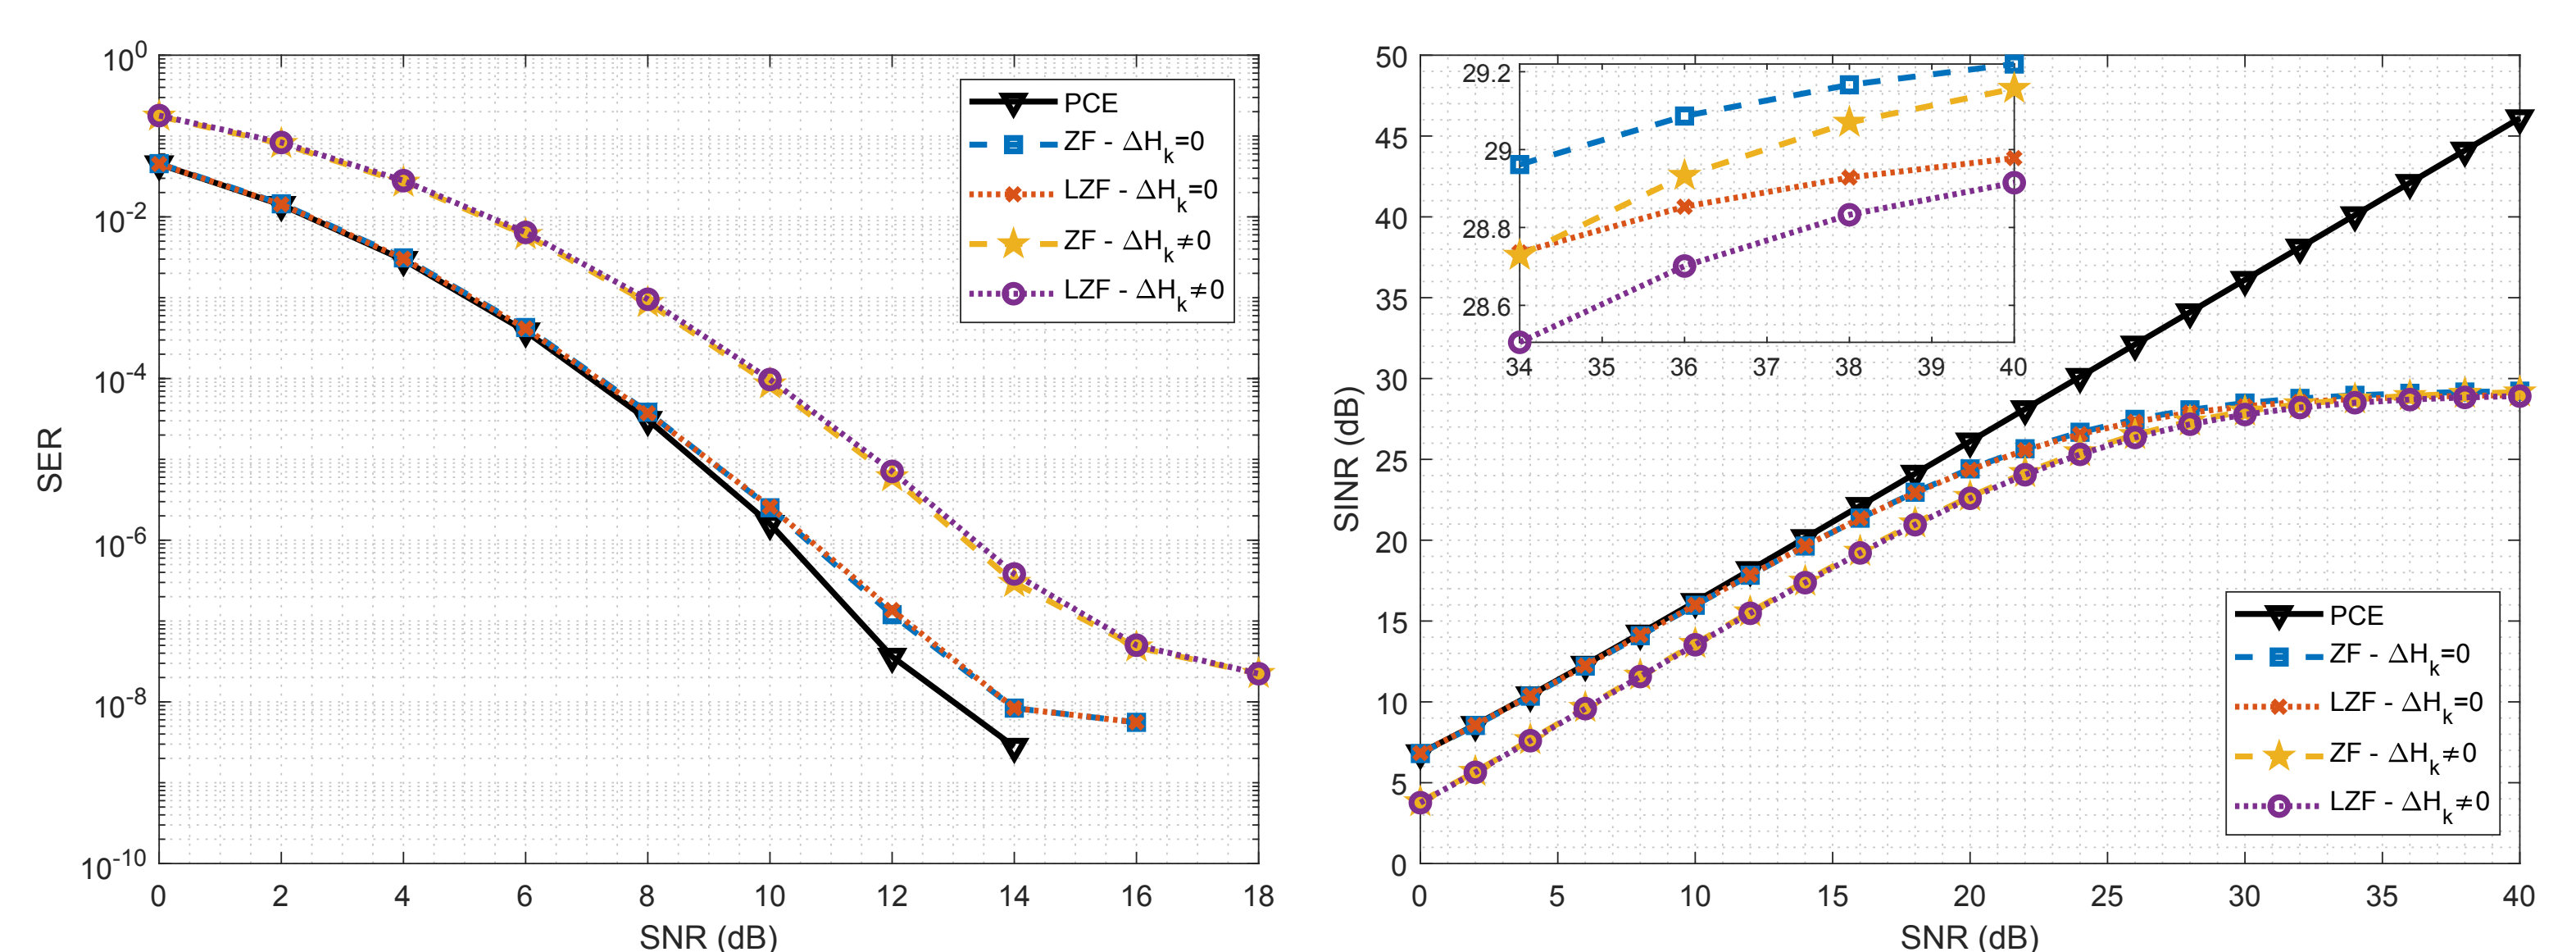 10^0
10^-2
10^-4
10^-6
10^-8
10^-10
SER
0 2 4 6 8 10 12 14 16 18
SNR (dB)
PCE
ZF - ΔH_k=0
LZF - ΔH_k=0
ZF - ΔH_k≠0
LZF - ΔH_k≠0
50
45
40
35
30
25
20
15
10
5
0
SINR (dB)
0 5 10 15 20 25 30 35 40
SNR (dB)
29.2
29
28.8
28.6
34 35 36 37 38 39 40
PCE
ZF - ΔH_k=0
LZF - ΔH_k=0
ZF - ΔH_k≠0
LZF - ΔH_k≠0